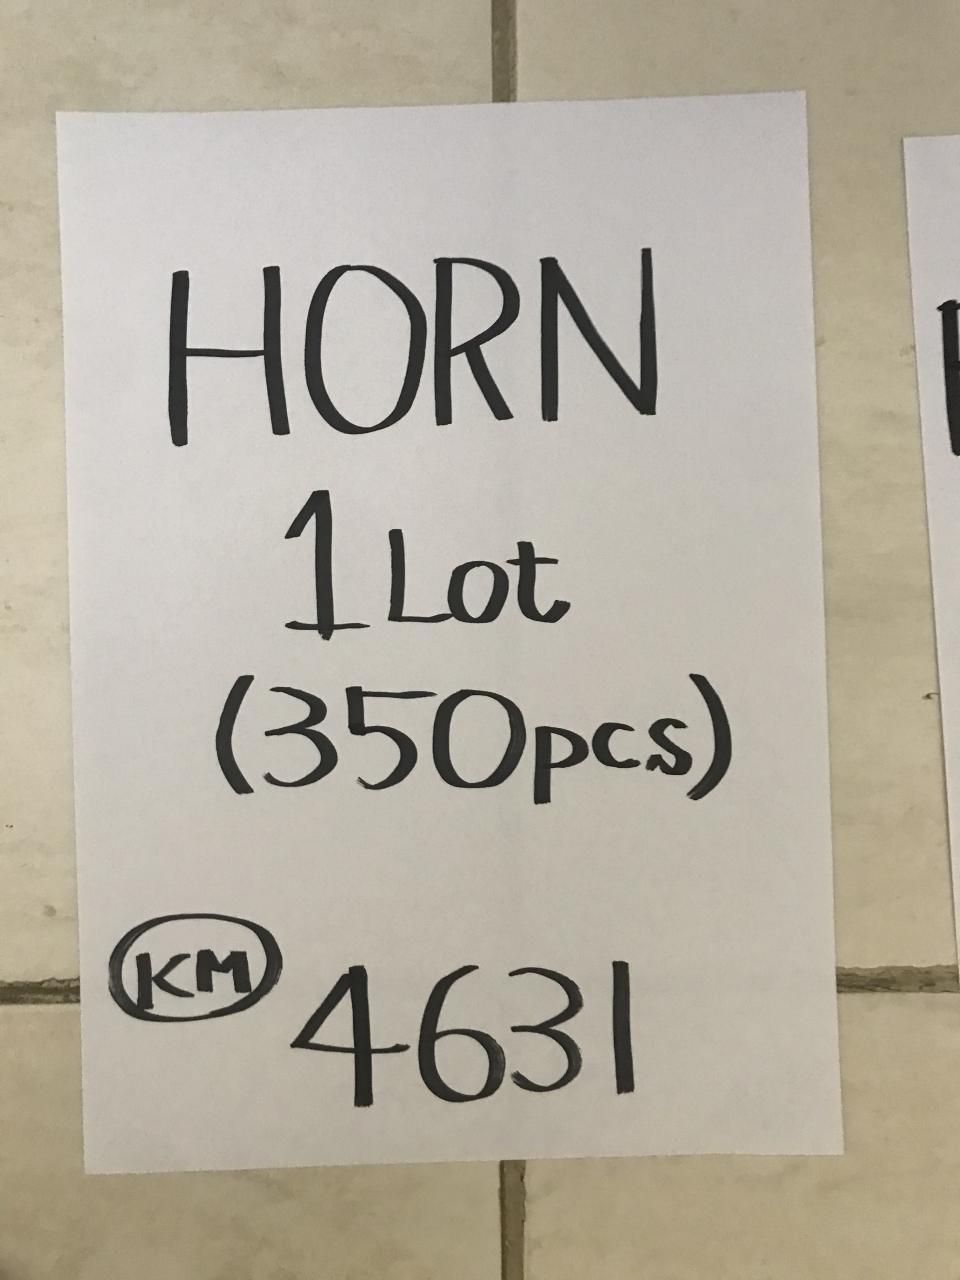 HORN
1 Lot
(350pcs)
KM 4631